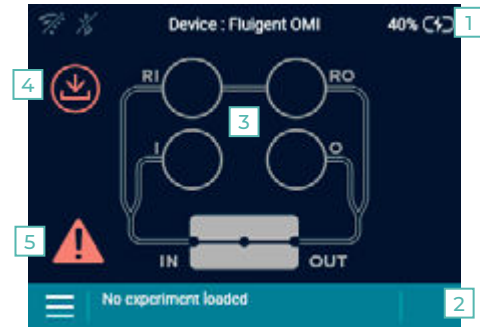 Device : Fluigent OMI
40%
1
4
RI
RO
3
I
O
5
IN
OUT
No experiment loaded
2